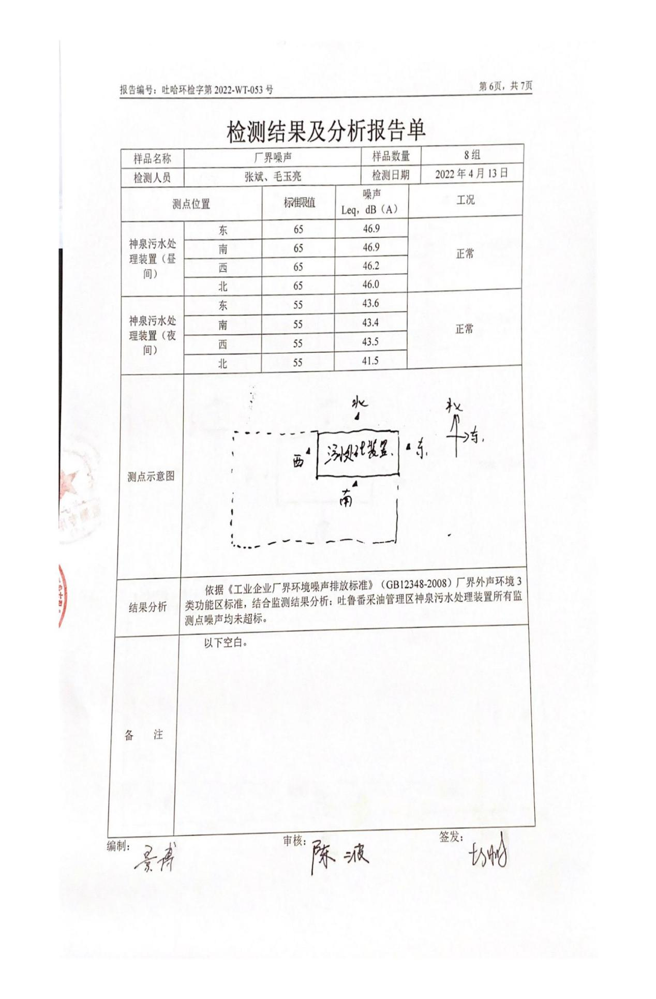 报告编号：吐哈环检字第 2022-WT-053 号 第 6页，共 7页
检测结果及分析报告单
样品名称 厂界噪声 样品数量 8 组
检测人员 张斌、毛玉亮 检测日期 2022 年 4 月 13 日
测点位置 标准限值 噪声 Leq，dB（A） 工况
神泉污水处
理装置（昼
间）
东 65 46.9
南 65 46.9
西 65 46.2
北 65 46.0
正常
神泉污水处
理装置（夜
间）
东 55 43.6
南 55 43.4
西 55 43.5
北 55 41.5
正常
测点示意图
北
北
东
西
污水处理装置
东
南
结果分析
依据《工业企业厂界环境噪声排放标准》（GB12348-2008）厂界外声环境 3
类功能区标准，结合监测结果分析：吐鲁番采油管理区神泉污水处理装置所有监
测点噪声均未超标。
备 注
以下空白。
编制： 景博
审核： 陈波
签发：